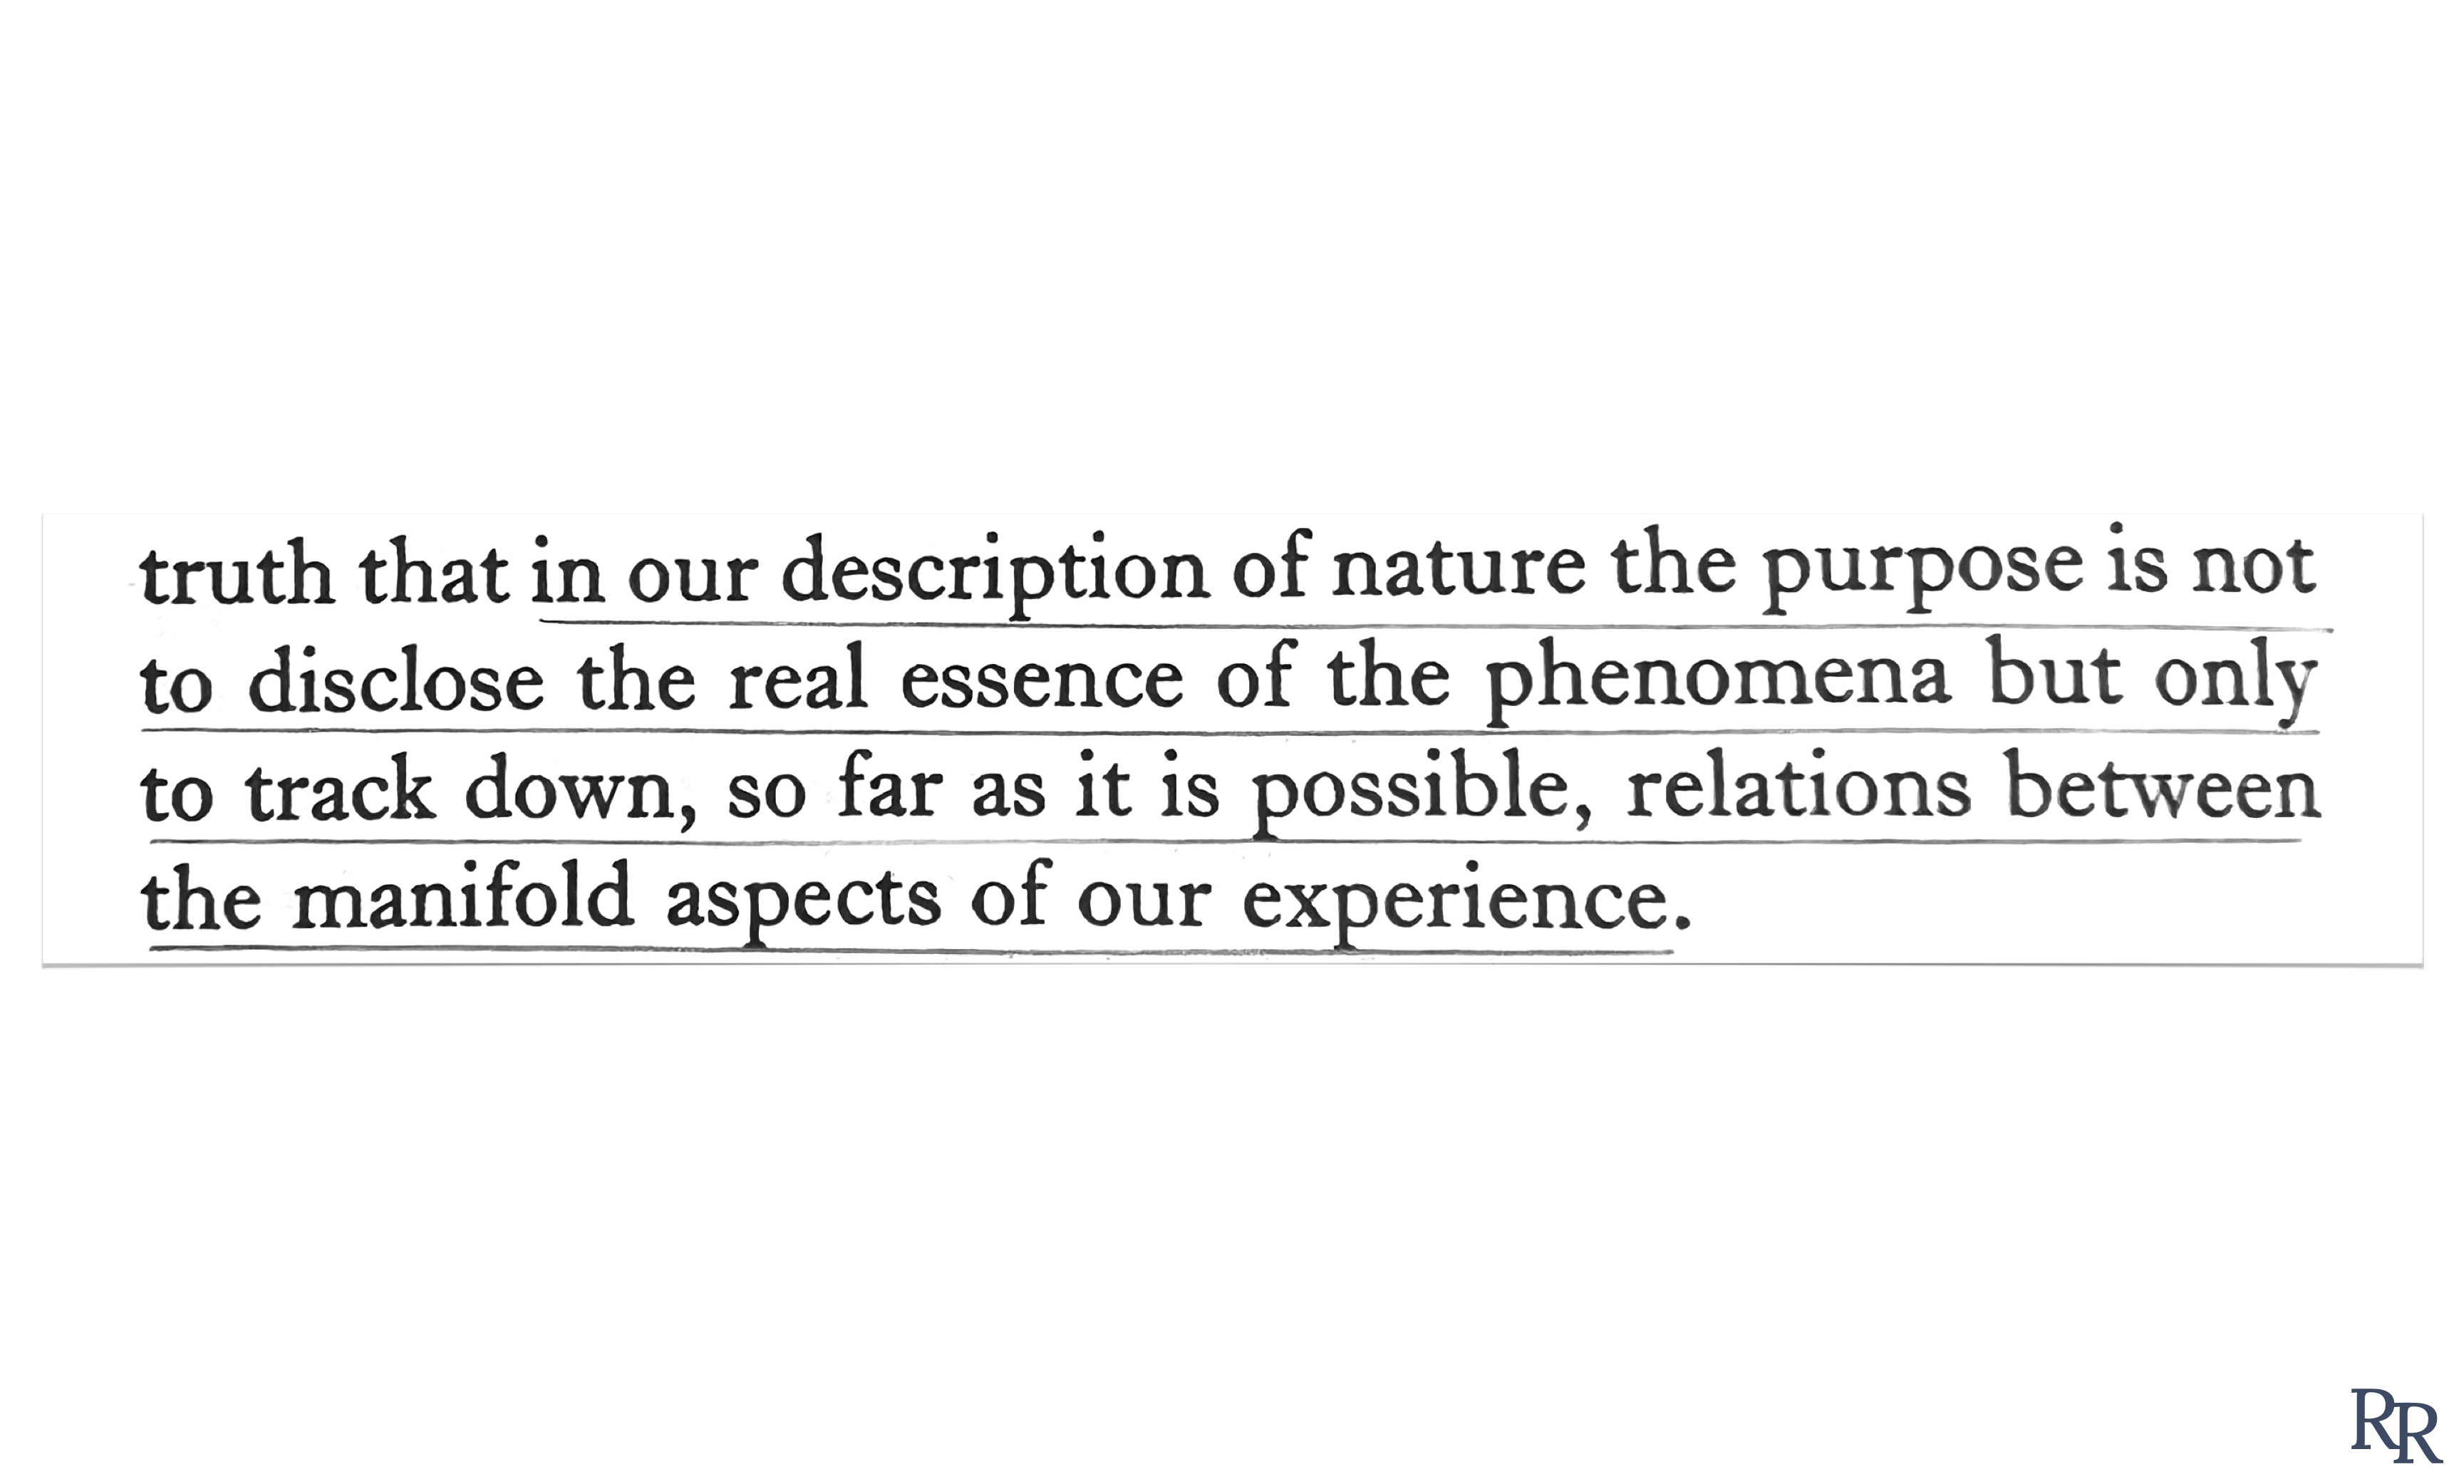 truth that in our description of nature the purpose is not
to disclose the real essence of the phenomena but only
to track down, so far as it is possible, relations between
the manifold aspects of our experience.
RR